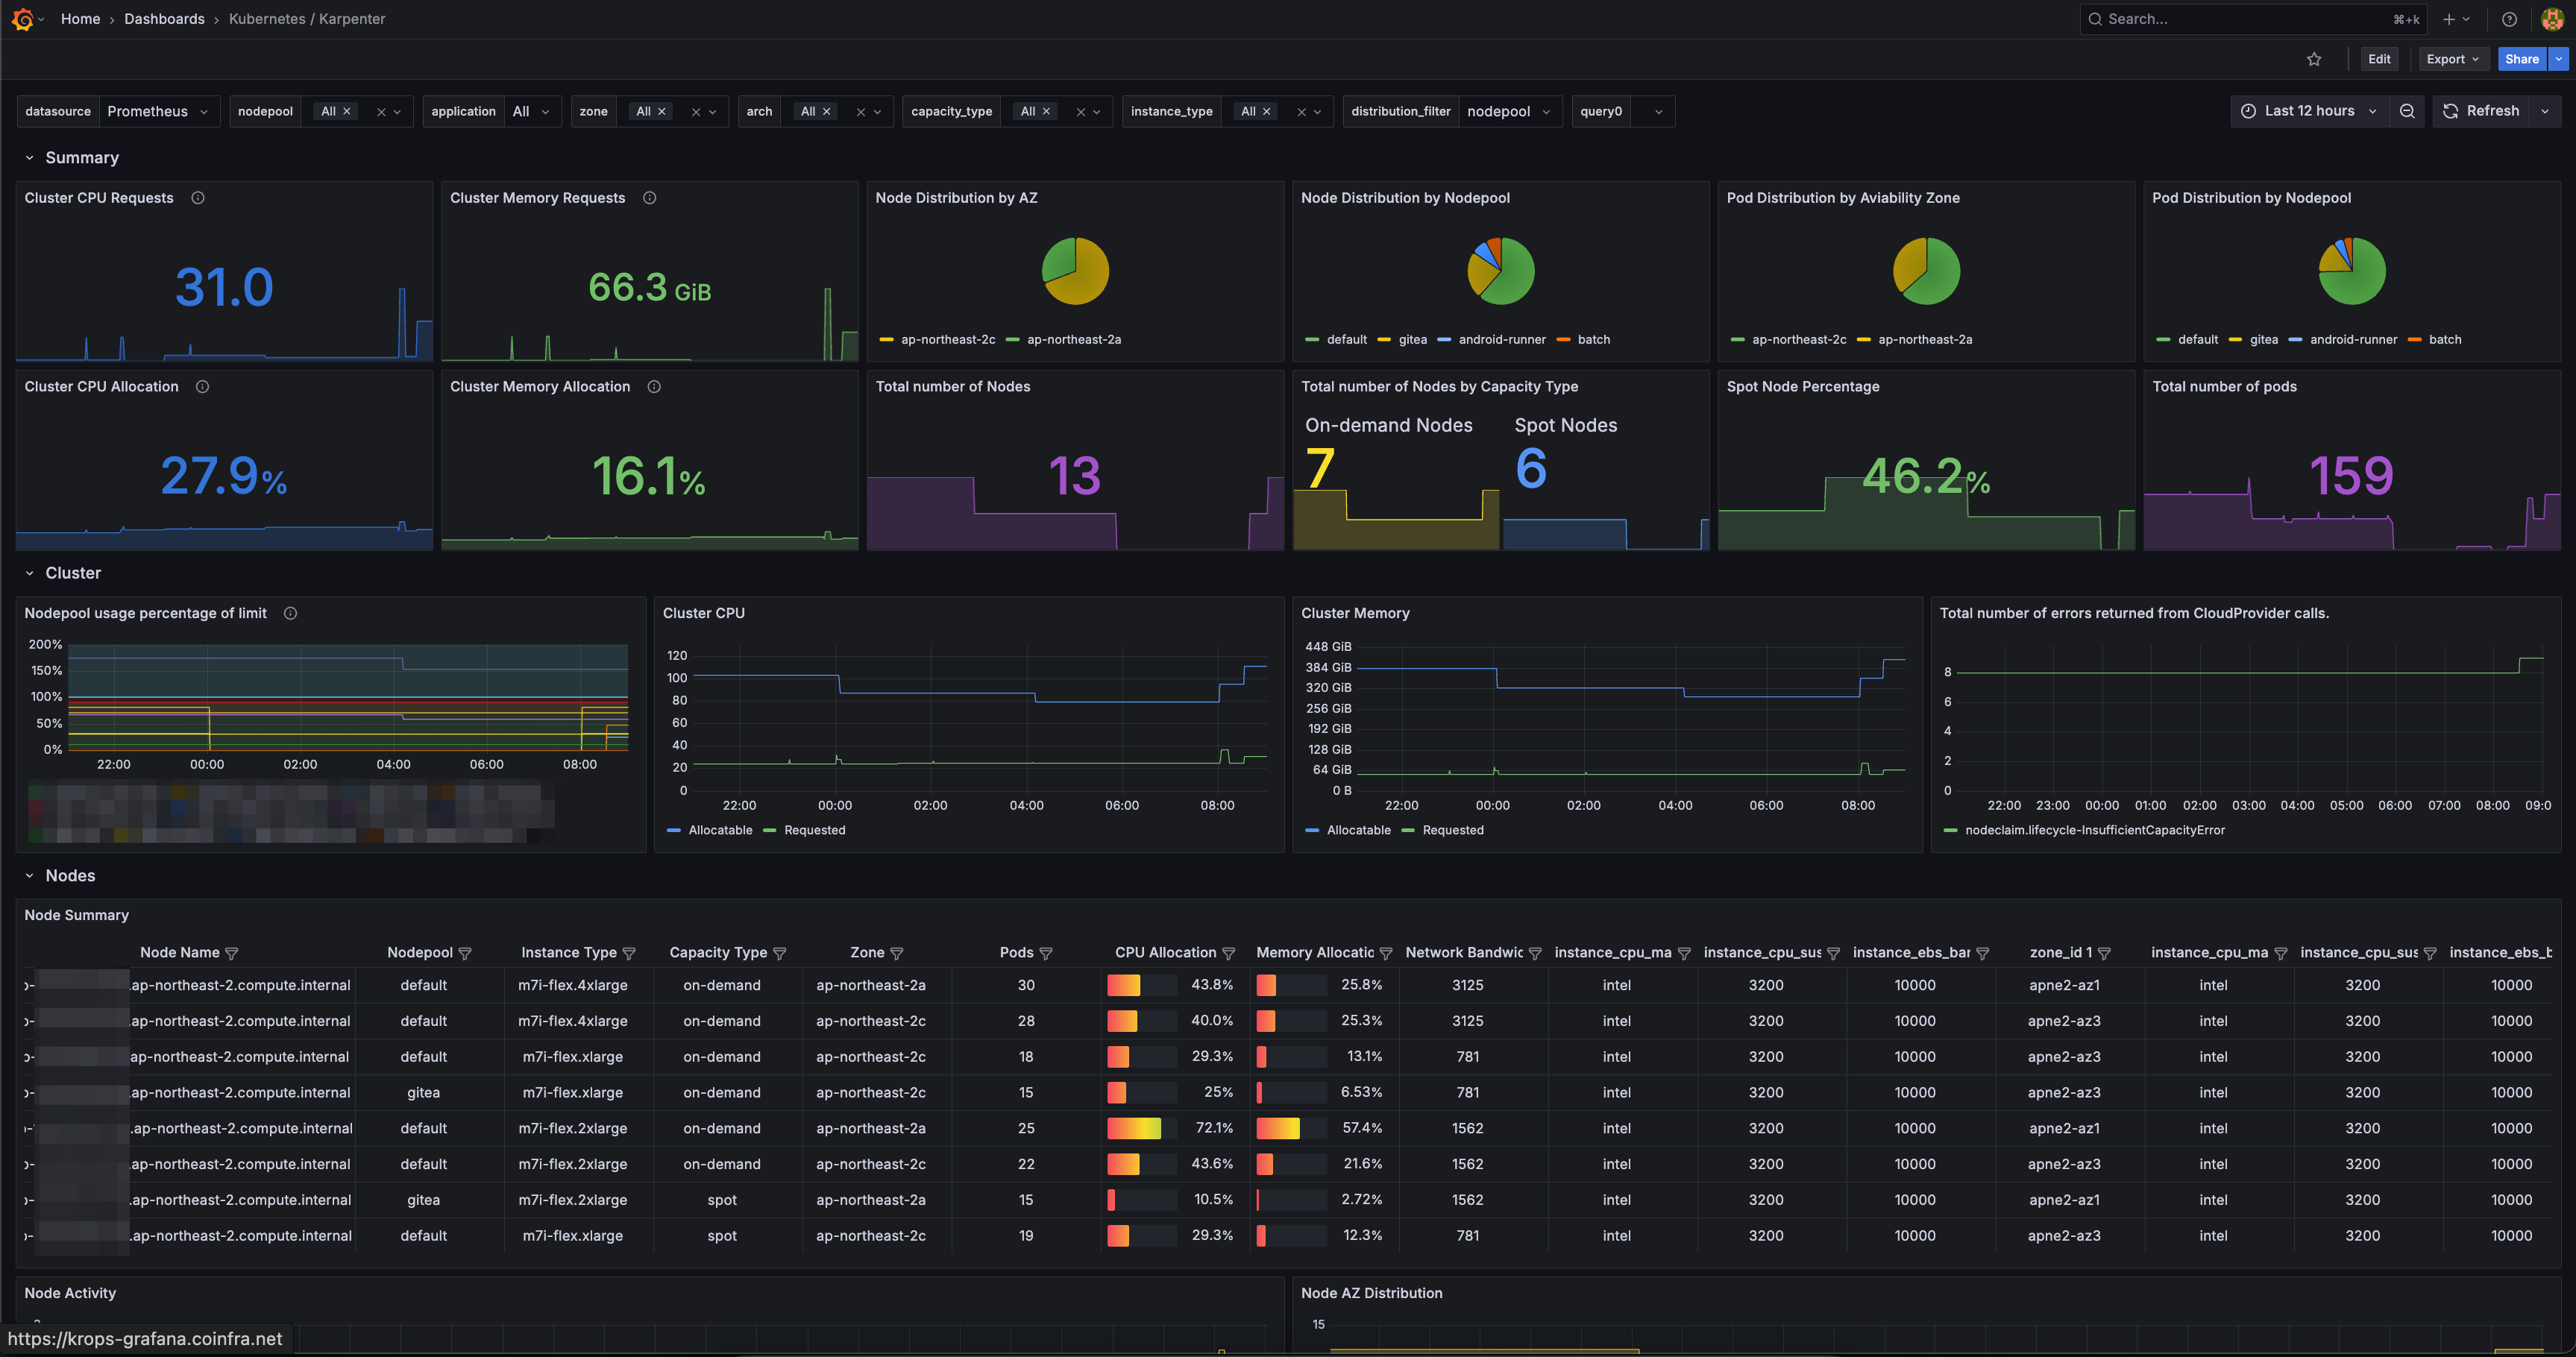 Home › Dashboards › Kubernetes / Karpenter
Search... ⌘+k
Edit Export Share
datasource Prometheus nodepool All × application All zone All × arch All × capacity_type All × instance_type All × distribution_filter nodepool query0 Last 12 hours Refresh
Summary
Cluster CPU Requests
31.0
Cluster Memory Requests
66.3 GiB
Node Distribution by AZ
ap-northeast-2c ap-northeast-2a
Node Distribution by Nodepool
default gitea android-runner batch
Pod Distribution by Aviability Zone
ap-northeast-2c ap-northeast-2a
Pod Distribution by Nodepool
default gitea android-runner batch
Cluster CPU Allocation
27.9%
Cluster Memory Allocation
16.1%
Total number of Nodes
13
Total number of Nodes by Capacity Type
On-demand Nodes Spot Nodes
7 6
Spot Node Percentage
46.2%
Total number of pods
159
Cluster
Nodepool usage percentage of limit
200%
150%
100%
50%
0%
22:00 00:00 02:00 04:00 06:00 08:00
Cluster CPU
120
100
80
60
40
20
0
22:00 00:00 02:00 04:00 06:00 08:00
Allocatable Requested
Cluster Memory
448 GiB
384 GiB
320 GiB
256 GiB
192 GiB
128 GiB
64 GiB
0 B
22:00 00:00 02:00 04:00 06:00 08:00
Allocatable Requested
Total number of errors returned from CloudProvider calls.
8
6
4
2
0
22:00 23:00 00:00 01:00 02:00 03:00 04:00 05:00 06:00 07:00 08:00 09:0
nodeclaim.lifecycle-InsufficientCapacityError
Nodes
Node Summary
Node Name Nodepool Instance Type Capacity Type Zone Pods CPU Allocation Memory Allocatic Network Bandwic instance_cpu_ma instance_cpu_sus instance_ebs_bar zone_id 1 instance_cpu_ma instance_cpu_sus instance_ebs_b
.ap-northeast-2.compute.internal default m7i-flex.4xlarge on-demand ap-northeast-2a 30 43.8% 25.8% 3125 intel 3200 10000 apne2-az1 intel 3200 10000
.ap-northeast-2.compute.internal default m7i-flex.4xlarge on-demand ap-northeast-2c 28 40.0% 25.3% 3125 intel 3200 10000 apne2-az3 intel 3200 10000
ap-northeast-2.compute.internal default m7i-flex.xlarge on-demand ap-northeast-2c 18 29.3% 13.1% 781 intel 3200 10000 apne2-az3 intel 3200 10000
.ap-northeast-2.compute.internal gitea m7i-flex.xlarge on-demand ap-northeast-2c 15 25% 6.53% 781 intel 3200 10000 apne2-az3 intel 3200 10000
.ap-northeast-2.compute.internal default m7i-flex.2xlarge on-demand ap-northeast-2a 25 72.1% 57.4% 1562 intel 3200 10000 apne2-az1 intel 3200 10000
.ap-northeast-2.compute.internal default m7i-flex.2xlarge on-demand ap-northeast-2c 22 43.6% 21.6% 1562 intel 3200 10000 apne2-az3 intel 3200 10000
.ap-northeast-2.compute.internal gitea m7i-flex.2xlarge spot ap-northeast-2a 15 10.5% 2.72% 1562 intel 3200 10000 apne2-az1 intel 3200 10000
.ap-northeast-2.compute.internal default m7i-flex.xlarge spot ap-northeast-2c 19 29.3% 12.3% 781 intel 3200 10000 apne2-az3 intel 3200 10000
Node Activity
Node AZ Distribution
15
https://krops-grafana.coinfra.net